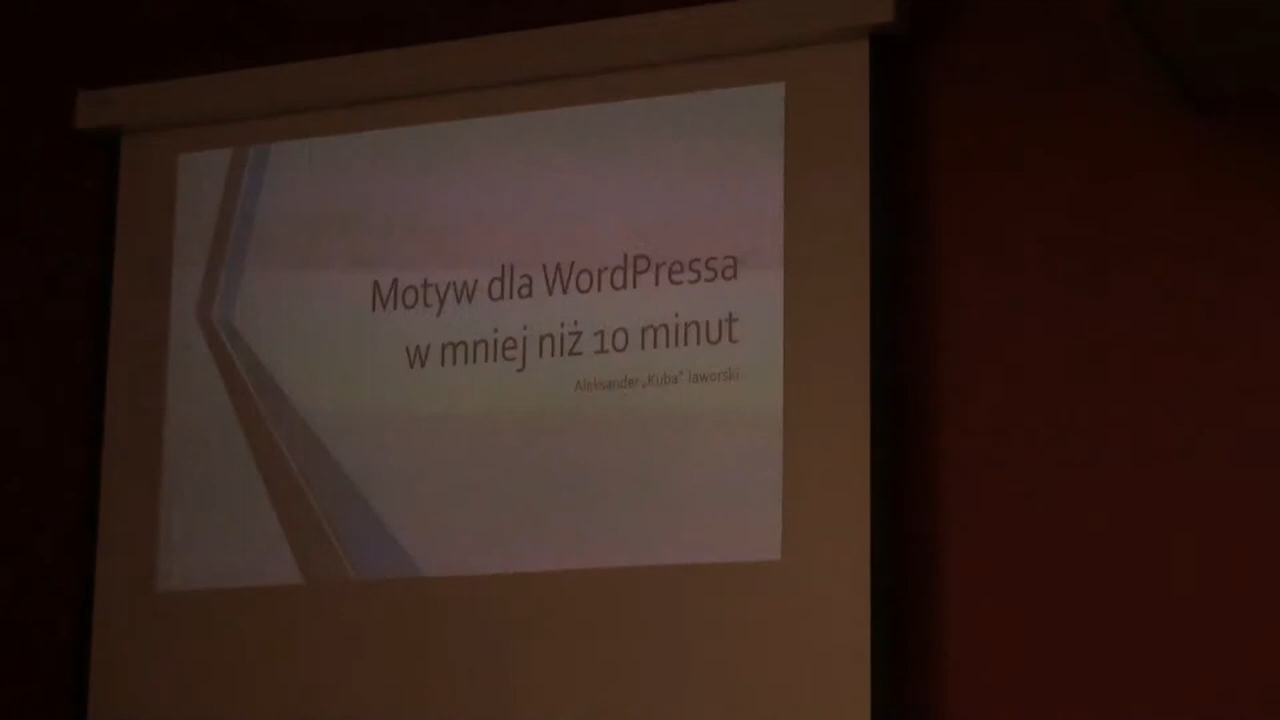 Motyw dla WordPressa
w mniej niż 10 minut
Aleksander „Kuba” Jaworski